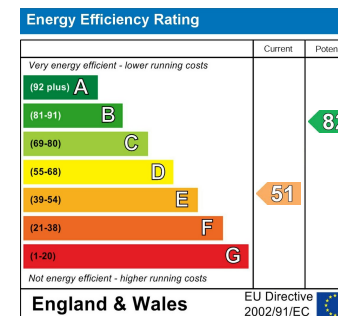 Energy Efficiency Rating
Current
Very energy efficient - lower running costs
(92 plus) A
(81-91) B
(69-80) C
(55-68) D
(39-54) E
51
(21-38) F
(1-20) G
Not energy efficient - higher running costs
England & Wales
EU Directive
2002/91/EC